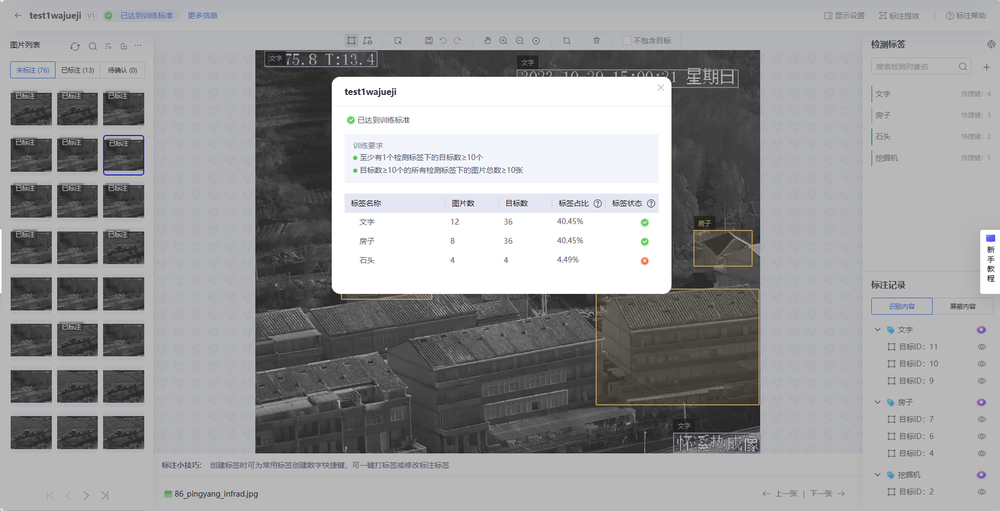 test1wajueji V1 已达到训练标准 更多信息
显示设置 标注提效 | 标注帮助
图片列表
未标注 (76) 已标注 (13) 待确认 (0)
已标注 已标注 已标注
已标注 已标注 已标注
已标注 已标注 已标注
已标注 已标注
已标注
不包含目标
文字 75.8 T:13.4
文字
2023-10-29 15:00:21 星期日
test1wajueji
已达到训练标准
训练要求
至少有1个检测标签下的目标数≥10个
目标数≥10个的所有检测标签下的图片总数≥10张
标签名称 图片数 目标数 标签占比 标签状态
文字 12 36 40.45%
房子 8 36 40.45%
石头 4 4 4.49%
房子
文字
怀溪热成像
标注小技巧: 创建标签时可为常用标签创建数字快捷键，可一键打标签或修改标注标签
86_pingyang_infrad.jpg
上一张 | 下一张
检测标签
搜索检测对象名
文字 快捷键: 4
房子 快捷键: 3
石头 快捷键: 2
挖掘机 快捷键: 1
新手教程
标注记录
识别内容 屏蔽内容
文字
目标ID: 11
目标ID: 10
目标ID: 9
房子
目标ID: 7
目标ID: 6
目标ID: 4
挖掘机
目标ID: 2